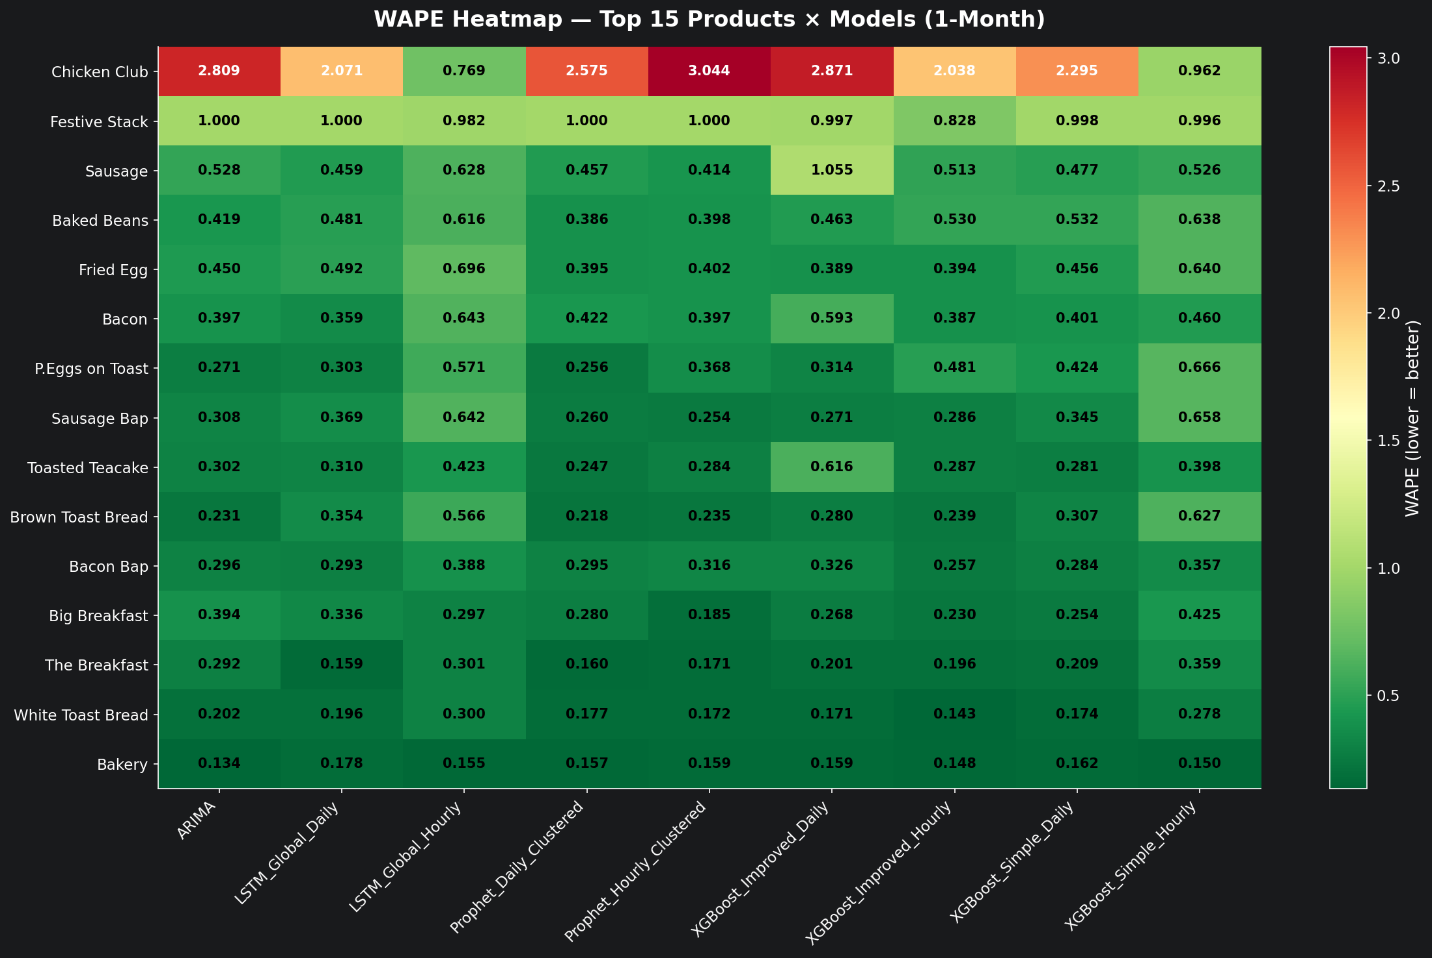 WAPE Heatmap — Top 15 Products × Models (1-Month)
Chicken Club 2.809 2.071 0.769 2.575 3.044 2.871 2.038 2.295 0.962
Festive Stack 1.000 1.000 0.982 1.000 1.000 0.997 0.828 0.998 0.996
Sausage 0.528 0.459 0.628 0.457 0.414 1.055 0.513 0.477 0.526
Baked Beans 0.419 0.481 0.616 0.386 0.398 0.463 0.530 0.532 0.638
Fried Egg 0.450 0.492 0.696 0.395 0.402 0.389 0.394 0.456 0.640
Bacon 0.397 0.359 0.643 0.422 0.397 0.593 0.387 0.401 0.460
P.Eggs on Toast 0.271 0.303 0.571 0.256 0.368 0.314 0.481 0.424 0.666
Sausage Bap 0.308 0.369 0.642 0.260 0.254 0.271 0.286 0.345 0.658
Toasted Teacake 0.302 0.310 0.423 0.247 0.284 0.616 0.287 0.281 0.398
Brown Toast Bread 0.231 0.354 0.566 0.218 0.235 0.280 0.239 0.307 0.627
Bacon Bap 0.296 0.293 0.388 0.295 0.316 0.326 0.257 0.284 0.357
Big Breakfast 0.394 0.336 0.297 0.280 0.185 0.268 0.230 0.254 0.425
The Breakfast 0.292 0.159 0.301 0.160 0.171 0.201 0.196 0.209 0.359
White Toast Bread 0.202 0.196 0.300 0.177 0.172 0.171 0.143 0.174 0.278
Bakery 0.134 0.178 0.155 0.157 0.159 0.159 0.148 0.162 0.150
ARIMA
LSTM_Global_Daily
LSTM_Global_Hourly
Prophet_Daily_Clustered
Prophet_Hourly_Clustered
XGBoost_Improved_Daily
XGBoost_Improved_Hourly
XGBoost_Simple_Daily
XGBoost_Simple_Hourly
3.0
2.5
2.0
1.5
1.0
0.5
WAPE (lower = better)